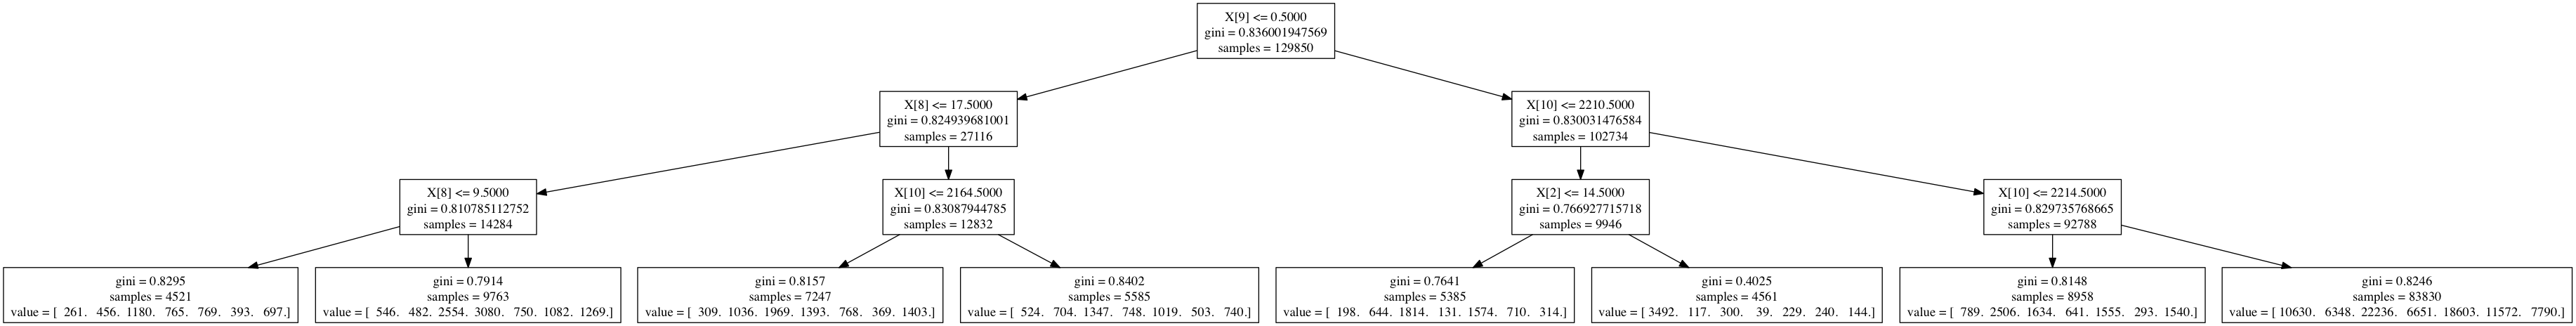 X[9] <= 0.5000
gini = 0.836001947569
samples = 129850
X[8] <= 17.5000
gini = 0.824939681001
samples = 27116
X[10] <= 2210.5000
gini = 0.830031476584
samples = 102734
X[8] <= 9.5000
gini = 0.810785112752
samples = 14284
X[10] <= 2164.5000
gini = 0.83087944785
samples = 12832
X[2] <= 14.5000
gini = 0.766927715718
samples = 9946
X[10] <= 2214.5000
gini = 0.829735768665
samples = 92788
gini = 0.8295
samples = 4521
value = [ 261. 456. 1180. 765. 769. 393. 697.]
gini = 0.7914
samples = 9763
value = [ 546. 482. 2554. 3080. 750. 1082. 1269.]
gini = 0.8157
samples = 7247
value = [ 309. 1036. 1969. 1393. 768. 369. 1403.]
gini = 0.8402
samples = 5585
value = [ 524. 704. 1347. 748. 1019. 503. 740.]
gini = 0.7641
samples = 5385
value = [ 198. 644. 1814. 131. 1574. 710. 314.]
gini = 0.4025
samples = 4561
value = [ 3492. 117. 300. 39. 229. 240. 144.]
gini = 0.8148
samples = 8958
value = [ 789. 2506. 1634. 641. 1555. 293. 1540.]
gini = 0.8246
samples = 83830
value = [ 10630. 6348. 22236. 6651. 18603. 11572. 7790.]